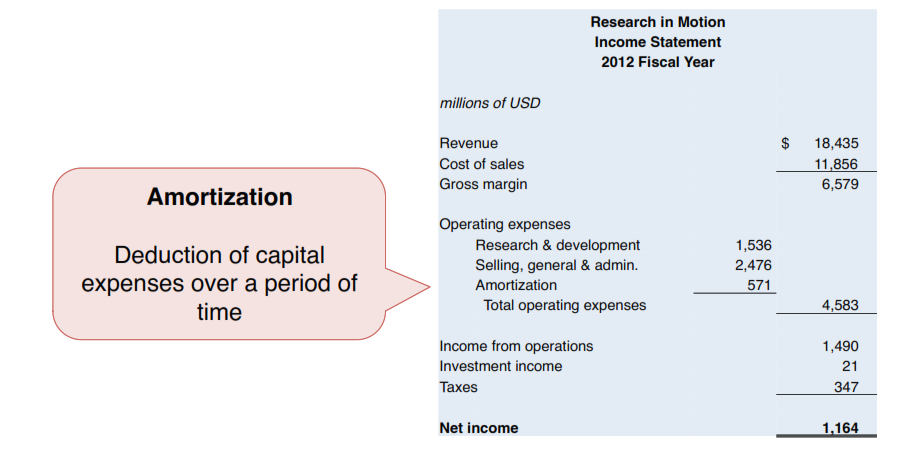 Amortization
Deduction of capital
expenses over a period of
time
Research in Motion
Income Statement
2012 Fiscal Year
millions of USD
Revenue $ 18,435
Cost of sales 11,856
Gross margin 6,579
Operating expenses
Research & development 1,536
Selling, general & admin. 2,476
Amortization 571
Total operating expenses 4,583
Income from operations 1,490
Investment income 21
Taxes 347
Net income 1,164